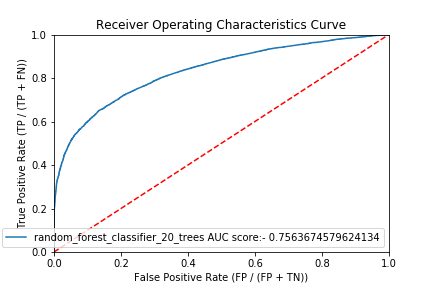 Receiver Operating Characteristics Curve
True Positive Rate (TP / (TP + FN))
1.0
0.8
0.6
0.4
0.2
0.0
random_forest_classifier_20_trees AUC score:- 0.7563674579624134
0.0 0.2 0.4 0.6 0.8 1.0
False Positive Rate (FP / (FP + TN))